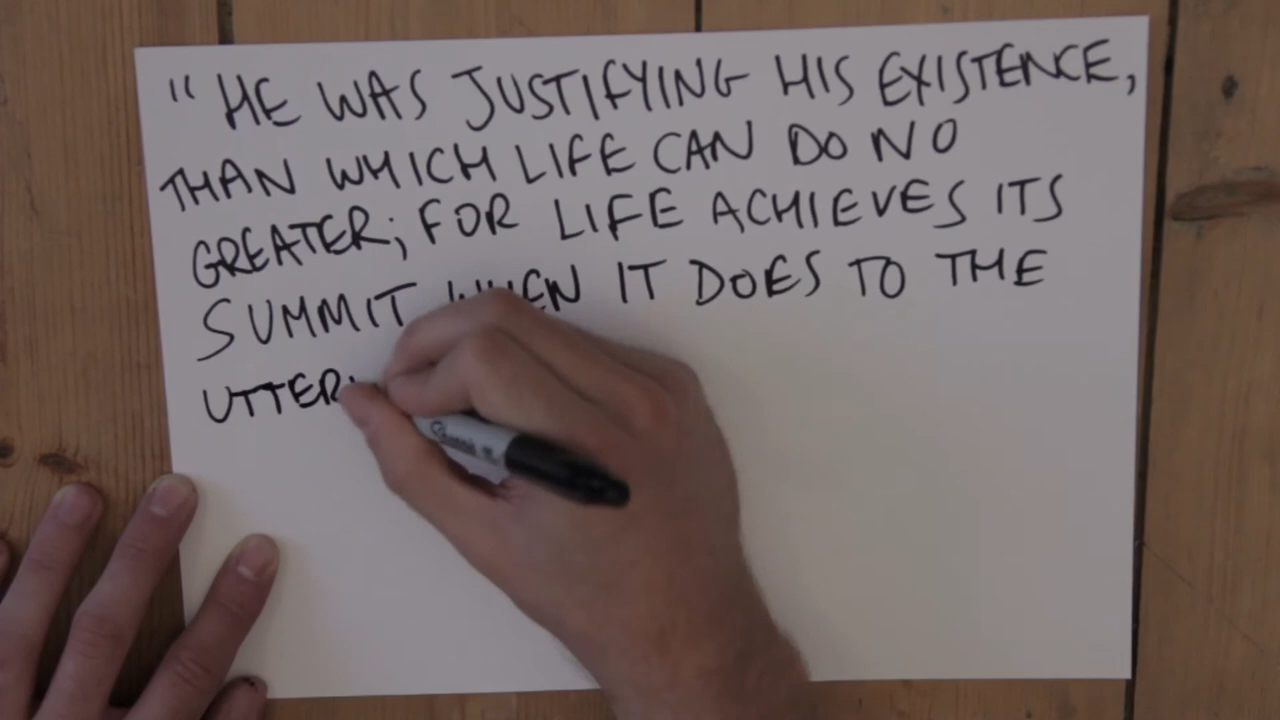 "HE WAS JUSTIFYING HIS EXISTENCE,
THAN WHICH LIFE CAN DO NO
GREATER; FOR LIFE ACHIEVES ITS
SUMMIT WHEN IT DOES TO THE
UTTER